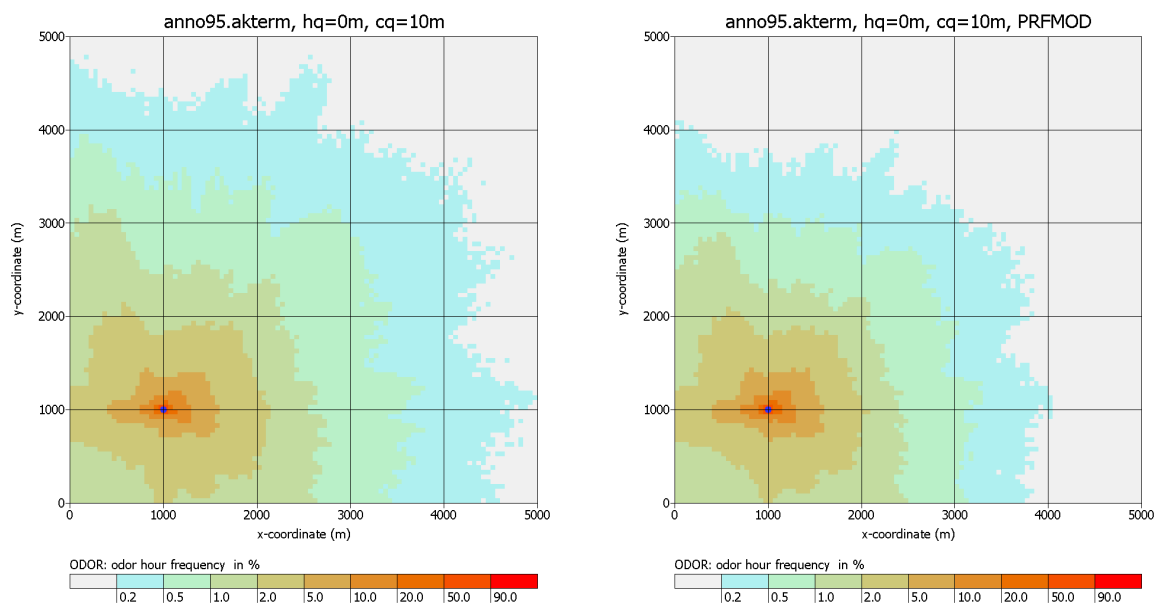 anno95.akterm, hq=0m, cq=10m
5000
4000
3000
2000
1000
0
y-coordinate (m)
0 1000 2000 3000 4000 5000
x-coordinate (m)
ODOR: odor hour frequency in %
0.2 0.5 1.0 2.0 5.0 10.0 20.0 50.0 90.0
anno95.akterm, hq=0m, cq=10m, PRFMOD
5000
4000
3000
2000
1000
0
y-coordinate (m)
0 1000 2000 3000 4000 5000
x-coordinate (m)
ODOR: odor hour frequency in %
0.2 0.5 1.0 2.0 5.0 10.0 20.0 50.0 90.0